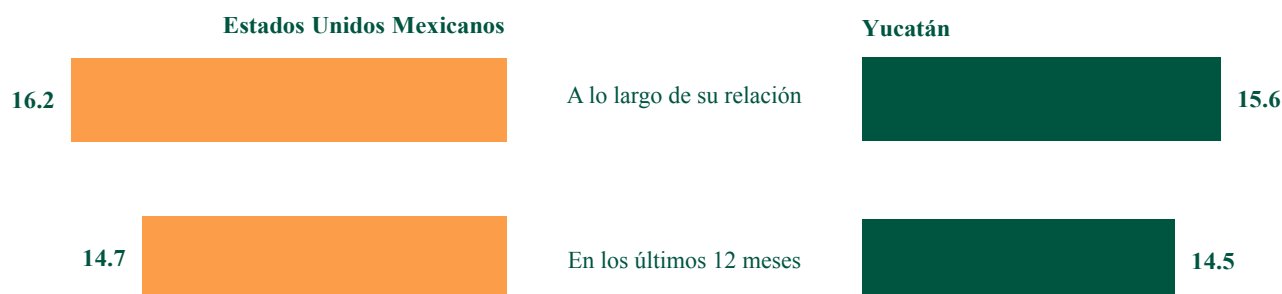 Estados Unidos Mexicanos
Yucatán
16.2
A lo largo de su relación
15.6
14.7
En los últimos 12 meses
14.5